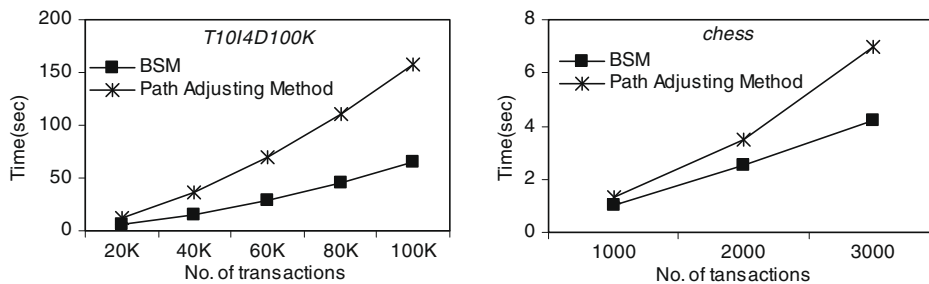 T10I4D100K
BSM
Path Adjusting Method
Time(sec)
200
150
100
50
0
20K 40K 60K 80K 100K
No. of transactions
chess
BSM
Path Adjusting Method
Time(sec)
8
6
4
2
0
1000 2000 3000
No. of tansactions